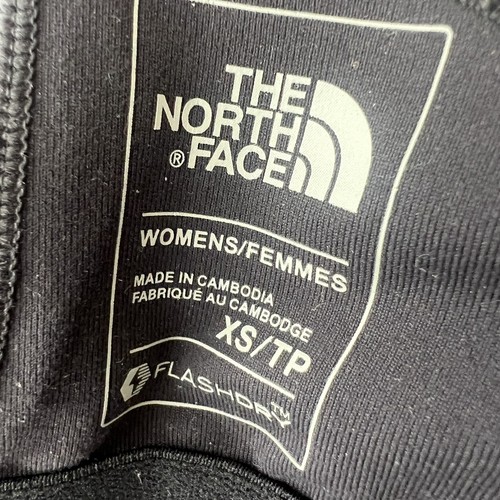 THE
NORTH
®FACE
WOMENS/FEMMES
MADE IN CAMBODIA
FABRIQUÉ AU CAMBODGE
XS/TP
FLASHDRY™